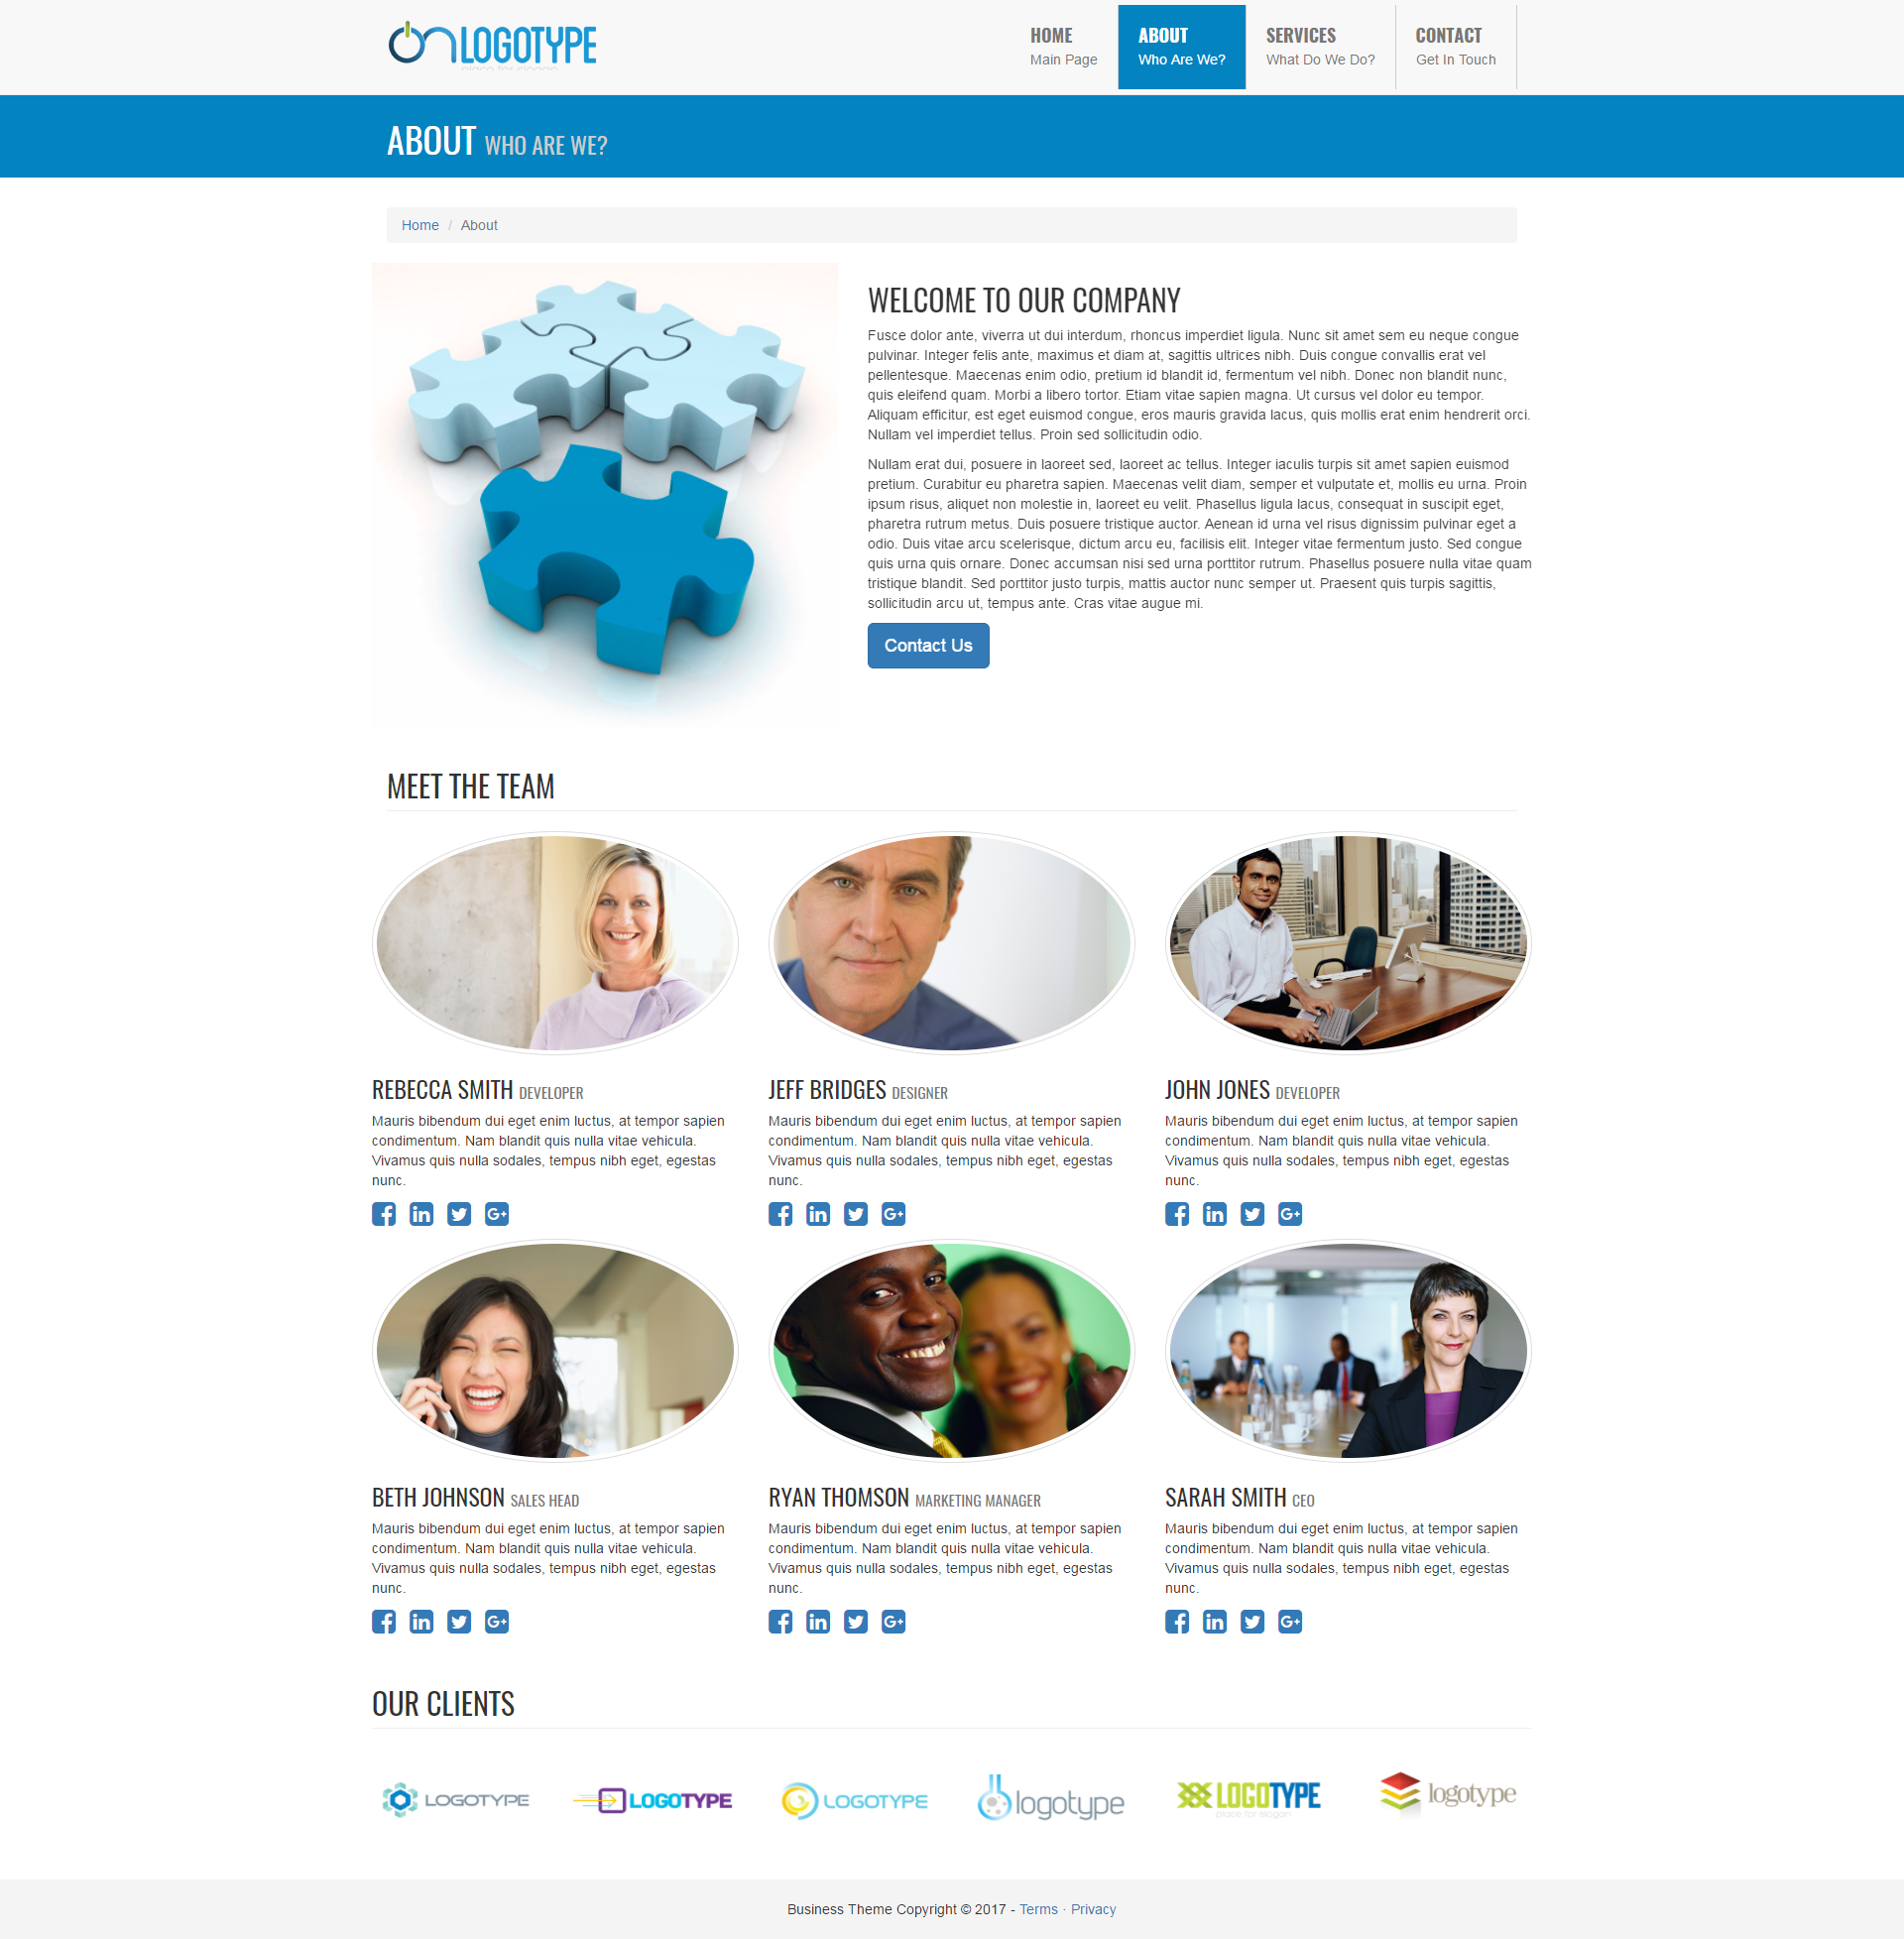 LOGOTYPE
HOME
Main Page
ABOUT
Who Are We?
SERVICES
What Do We Do?
CONTACT
Get In Touch
ABOUT WHO ARE WE?
Home / About
WELCOME TO OUR COMPANY
Fusce dolor ante, viverra ut dui interdum, rhoncus imperdiet ligula. Nunc sit amet sem eu neque congue
pulvinar. Integer felis ante, maximus et diam at, sagittis ultrices nibh. Duis congue convallis erat vel
pellentesque. Maecenas enim odio, pretium id blandit id, fermentum vel nibh. Donec non blandit nunc,
quis eleifend quam. Morbi a libero tortor. Etiam vitae sapien magna. Ut cursus vel dolor eu tempor.
Aliquam efficitur, est eget euismod congue, eros mauris gravida lacus, quis mollis erat enim hendrerit orci.
Nullam vel imperdiet tellus. Proin sed sollicitudin odio.
Nullam erat dui, posuere in laoreet sed, laoreet ac tellus. Integer iaculis turpis sit amet sapien euismod
pretium. Curabitur eu pharetra sapien. Maecenas velit diam, semper et vulputate et, mollis eu urna. Proin
ipsum risus, aliquet non molestie in, laoreet eu velit. Phasellus ligula lacus, consequat in suscipit eget,
pharetra rutrum metus. Duis posuere tristique auctor. Aenean id urna vel risus dignissim pulvinar eget a
odio. Duis vitae arcu scelerisque, dictum arcu eu, facilisis elit. Integer vitae fermentum justo. Sed congue
quis urna quis ornare. Donec accumsan nisi sed urna porttitor rutrum. Phasellus posuere nulla vitae quam
tristique blandit. Sed porttitor justo turpis, mattis auctor nunc semper ut. Praesent quis turpis sagittis,
sollicitudin arcu ut, tempus ante. Cras vitae augue mi.
Contact Us
MEET THE TEAM
REBECCA SMITH DEVELOPER
Mauris bibendum dui eget enim luctus, at tempor sapien
condimentum. Nam blandit quis nulla vitae vehicula.
Vivamus quis nulla sodales, tempus nibh eget, egestas
nunc.
JEFF BRIDGES DESIGNER
Mauris bibendum dui eget enim luctus, at tempor sapien
condimentum. Nam blandit quis nulla vitae vehicula.
Vivamus quis nulla sodales, tempus nibh eget, egestas
nunc.
JOHN JONES DEVELOPER
Mauris bibendum dui eget enim luctus, at tempor sapien
condimentum. Nam blandit quis nulla vitae vehicula.
Vivamus quis nulla sodales, tempus nibh eget, egestas
nunc.
BETH JOHNSON SALES HEAD
Mauris bibendum dui eget enim luctus, at tempor sapien
condimentum. Nam blandit quis nulla vitae vehicula.
Vivamus quis nulla sodales, tempus nibh eget, egestas
nunc.
RYAN THOMSON MARKETING MANAGER
Mauris bibendum dui eget enim luctus, at tempor sapien
condimentum. Nam blandit quis nulla vitae vehicula.
Vivamus quis nulla sodales, tempus nibh eget, egestas
nunc.
SARAH SMITH CEO
Mauris bibendum dui eget enim luctus, at tempor sapien
condimentum. Nam blandit quis nulla vitae vehicula.
Vivamus quis nulla sodales, tempus nibh eget, egestas
nunc.
OUR CLIENTS
LOGOTYPE
LOGOTYPE
LOGOTYPE
logotype
LOGOTYPE
place for slogan
logotype
Business Theme Copyright © 2017 - Terms · Privacy